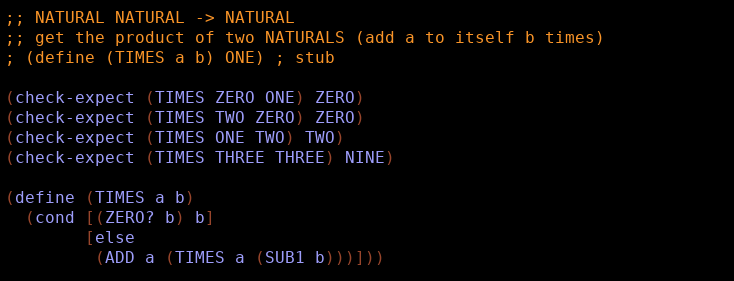 ;; NATURAL NATURAL -> NATURAL
;; get the product of two NATURALS (add a to itself b times)
; (define (TIMES a b) ONE) ; stub
(check-expect (TIMES ZERO ONE) ZERO)
(check-expect (TIMES TWO ZERO) ZERO)
(check-expect (TIMES ONE TWO) TWO)
(check-expect (TIMES THREE THREE) NINE)
(define (TIMES a b)
  (cond [(ZERO? b) b]
        [else
         (ADD a (TIMES a (SUB1 b)))]))